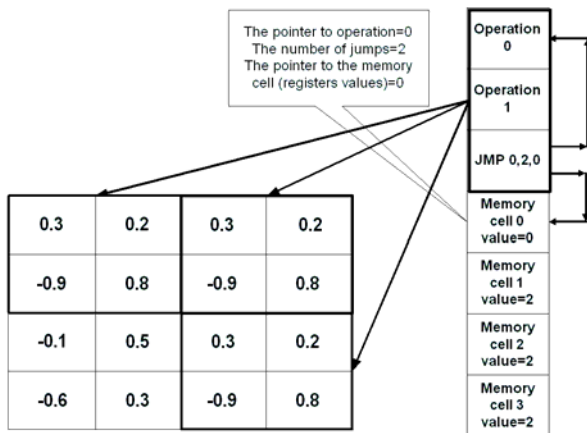 The pointer to operation=0
The number of jumps=2
The pointer to the memory
cell (registers values)=0
Operation
0
Operation
1
JMP 0,2,0
Memory
cell 0
value=0
Memory
cell 1
value=2
Memory
cell 2
value=2
Memory
cell 3
value=2
0.3 0.2 0.3 0.2
-0.9 0.8 -0.9 0.8
-0.1 0.5 0.3 0.2
-0.6 0.3 -0.9 0.8